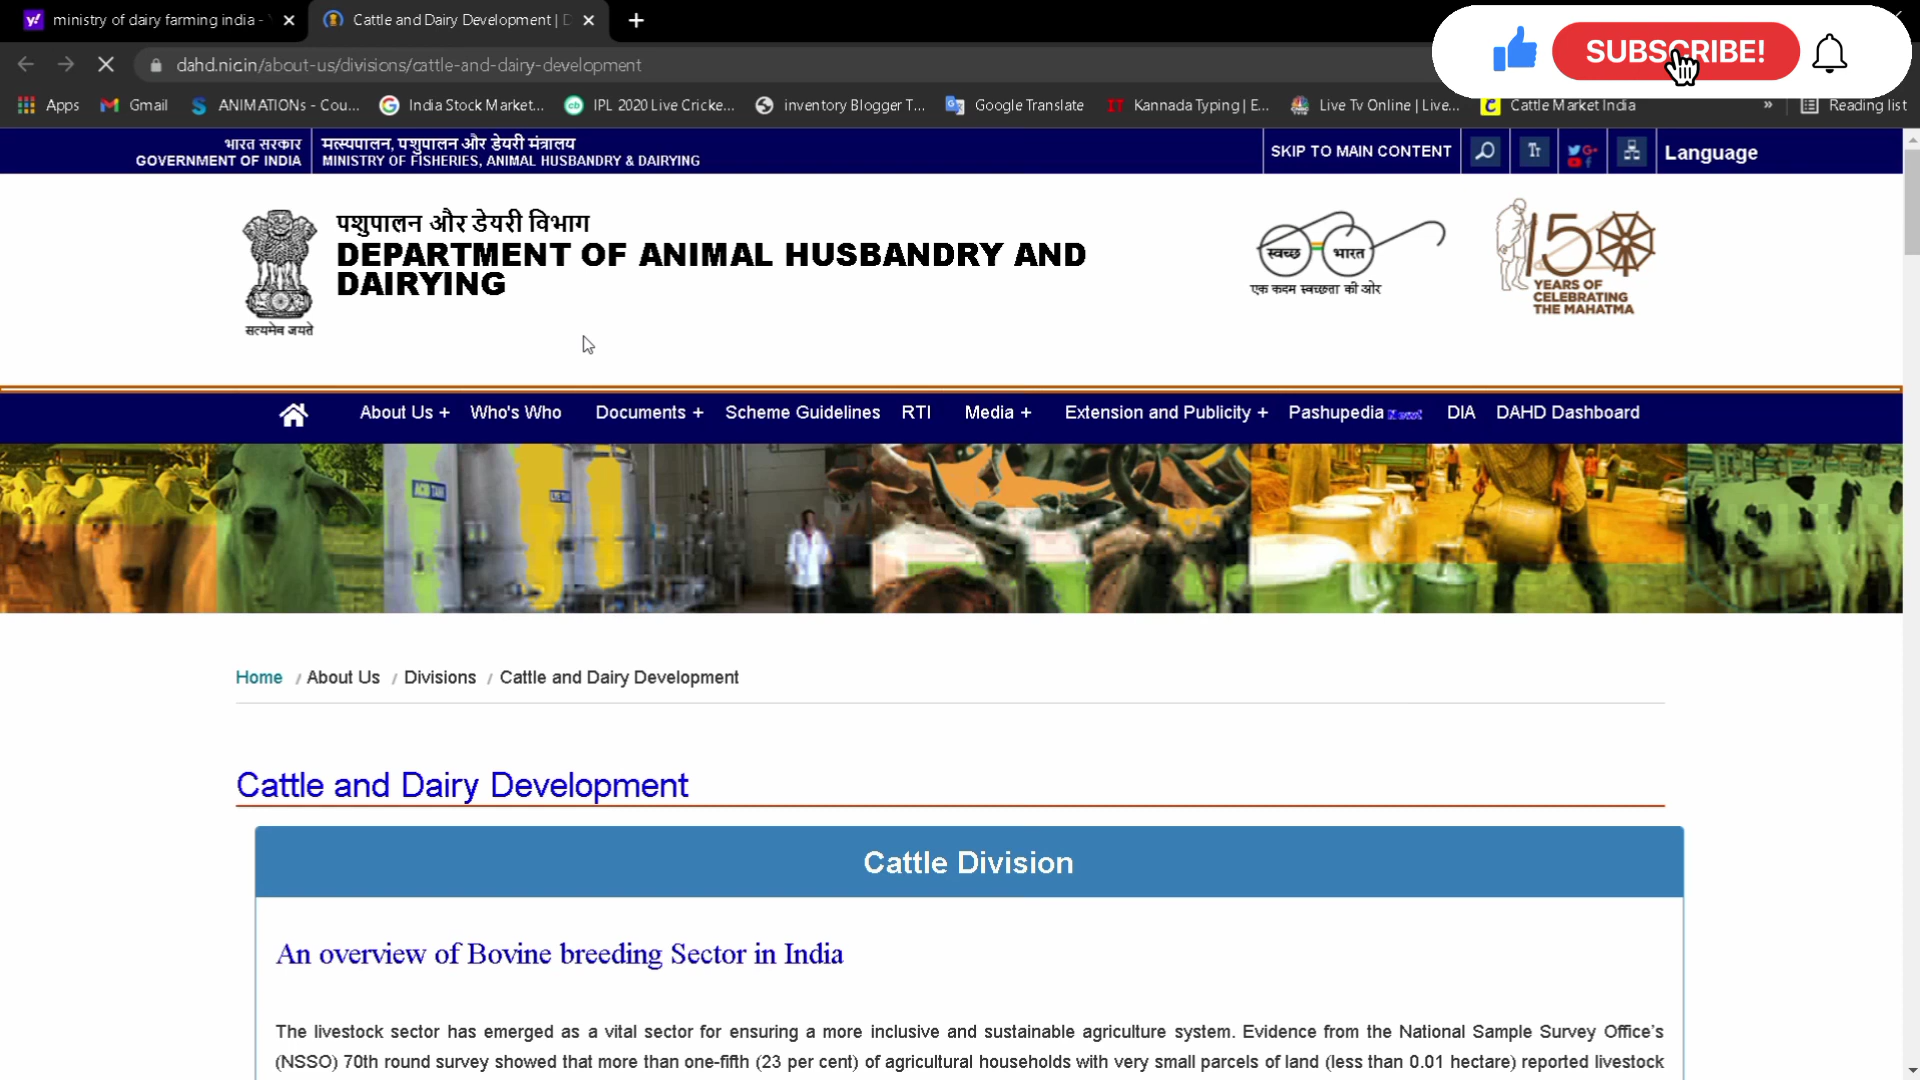 ministry of dairy farming india -
Cattle and Dairy Development |
SUBSCRIBE!
dahd.nic.in/about-us/divisions/cattle-and-dairy-development
Apps
Gmail
ANIMATIONs - Cou...
India Stock Market...
IPL 2020 Live Cricke...
inventory Blogger T...
Google Translate
Kannada Typing | E...
Live Tv Online | Live...
Cattle Market India
»
Reading list
भारत सरकार
GOVERNMENT OF INDIA
मत्स्यपालन, पशुपालन और डेयरी मंत्रालय
MINISTRY OF FISHERIES, ANIMAL HUSBANDRY & DAIRYING
SKIP TO MAIN CONTENT
Language
सत्यमेव जयते
पशुपालन और डेयरी विभाग
DEPARTMENT OF ANIMAL HUSBANDRY AND
DAIRYING
स्वच्छ भारत
एक कदम स्वच्छता की ओर
150
YEARS OF
CELEBRATING
THE MAHATMA
About Us + Who's Who Documents + Scheme Guidelines RTI Media + Extension and Publicity + Pashupedia DIA DAHD Dashboard
Home / About Us / Divisions / Cattle and Dairy Development
Cattle and Dairy Development
Cattle Division
An overview of Bovine breeding Sector in India
The livestock sector has emerged as a vital sector for ensuring a more inclusive and sustainable agriculture system. Evidence from the National Sample Survey Office's
(NSSO) 70th round survey showed that more than one-fifth (23 per cent) of agricultural households with very small parcels of land (less than 0.01 hectare) reported livestock